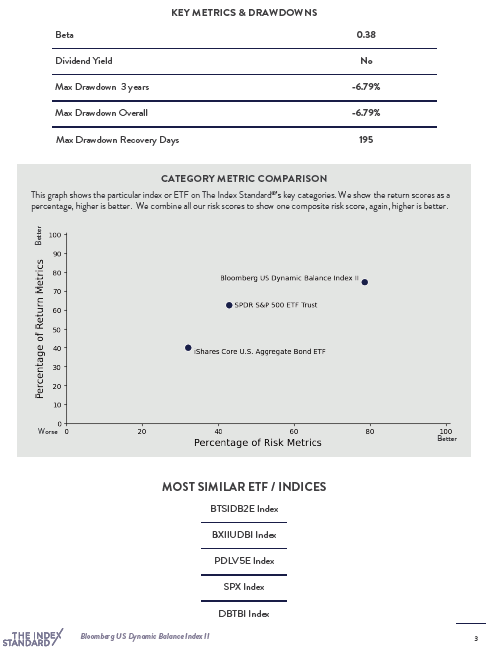 KEY METRICS & DRAWDOWNS
Beta 0.38
Dividend Yield No
Max Drawdown 3 years -6.79%
Max Drawdown Overall -6.79%
Max Drawdown Recovery Days 195
CATEGORY METRIC COMPARISON
This graph shows the particular index or ETF on The Index Standard®'s key categories. We show the return scores as a
percentage, higher is better. We combine all our risk scores to show one composite risk score, again, higher is better.
Better
100
90
80
70
60
50
40
30
20
10
0
Percentage of Return Metrics
Bloomberg US Dynamic Balance Index II
SPDR S&P 500 ETF Trust
iShares Core U.S. Aggregate Bond ETF
Worse 0 20 40 60 80 100
Better
Percentage of Risk Metrics
MOST SIMILAR ETF / INDICES
BTSIDB2E Index
BXIIUDBI Index
PDLV5E Index
SPX Index
DBTBI Index
THE INDEX
STANDARD
Bloomberg US Dynamic Balance Index II
3